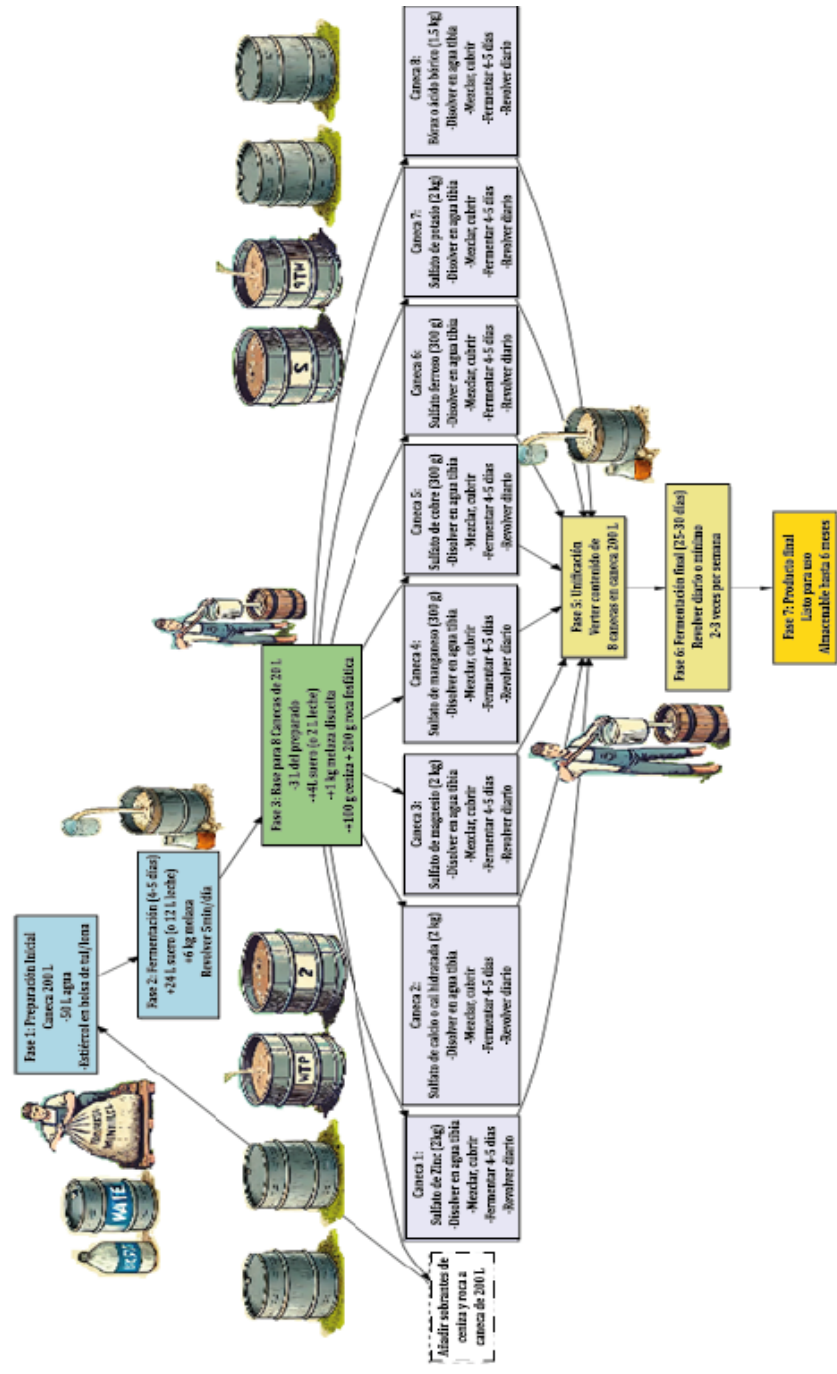 Fase 1: Preparación Inicial
Caneca 200 L
-50 L agua
-Estiércol en bolsa de tul/lona
WATE
Fase 2: Fermentación (4-5 días)
+24 L suero (o 12 L leche)
+6 kg melaza
Revolver 5min/día
Fase 3: Base para 8 Canecas de 20 L
-3 L del preparado
-+4L suero (o 2 L leche)
-+1 kg melaza disuelta
-+100 g ceniza + 200 g roca fosfática
WTP
2
S
9TW
Añadir sobrantes de
ceniza y roca a
caneca de 200 L
Caneca 1:
Sulfato de Zinc (2kg)
-Disolver en agua tibia
-Mezclar, cubrir
-Fermentar 4-5 días
-Revolver diario
Caneca 2:
Sulfato de calcio o cal hidratada (2 kg)
-Disolver en agua tibia
-Mezclar, cubrir
-Fermentar 4-5 días
-Revolver diario
Caneca 3:
Sulfato de magnesio (2 kg)
-Disolver en agua tibia
-Mezclar, cubrir
-Fermentar 4-5 días
-Revolver diario
Caneca 4:
Sulfato de manganeso (300 g)
-Disolver en agua tibia
-Mezclar, cubrir
-Fermentar 4-5 días
-Revolver diario
Caneca 5:
Sulfato de cobre (300 g)
-Disolver en agua tibia
-Mezclar, cubrir
-Fermentar 4-5 días
-Revolver diario
Caneca 6:
Sulfato ferroso (300 g)
-Disolver en agua tibia
-Mezclar, cubrir
-Fermentar 4-5 días
-Revolver diario
Caneca 7:
Sulfato de potasio (2 kg)
-Disolver en agua tibia
-Mezclar, cubrir
-Fermentar 4-5 días
-Revolver diario
Caneca 8:
Bórax o ácido bórico (1.5 kg)
-Disolver en agua tibia
-Mezclar, cubrir
-Fermentar 4-5 días
-Revolver diario
Fase 5: Unificación
Verter contenido de
8 canecas en caneca 200 L
Fase 6: Fermentación final (25-30 días)
Revolver diario o mínimo
2-3 veces por semana
Fase 7: Producto final
Listo para uso
Almacenable hasta 6 meses